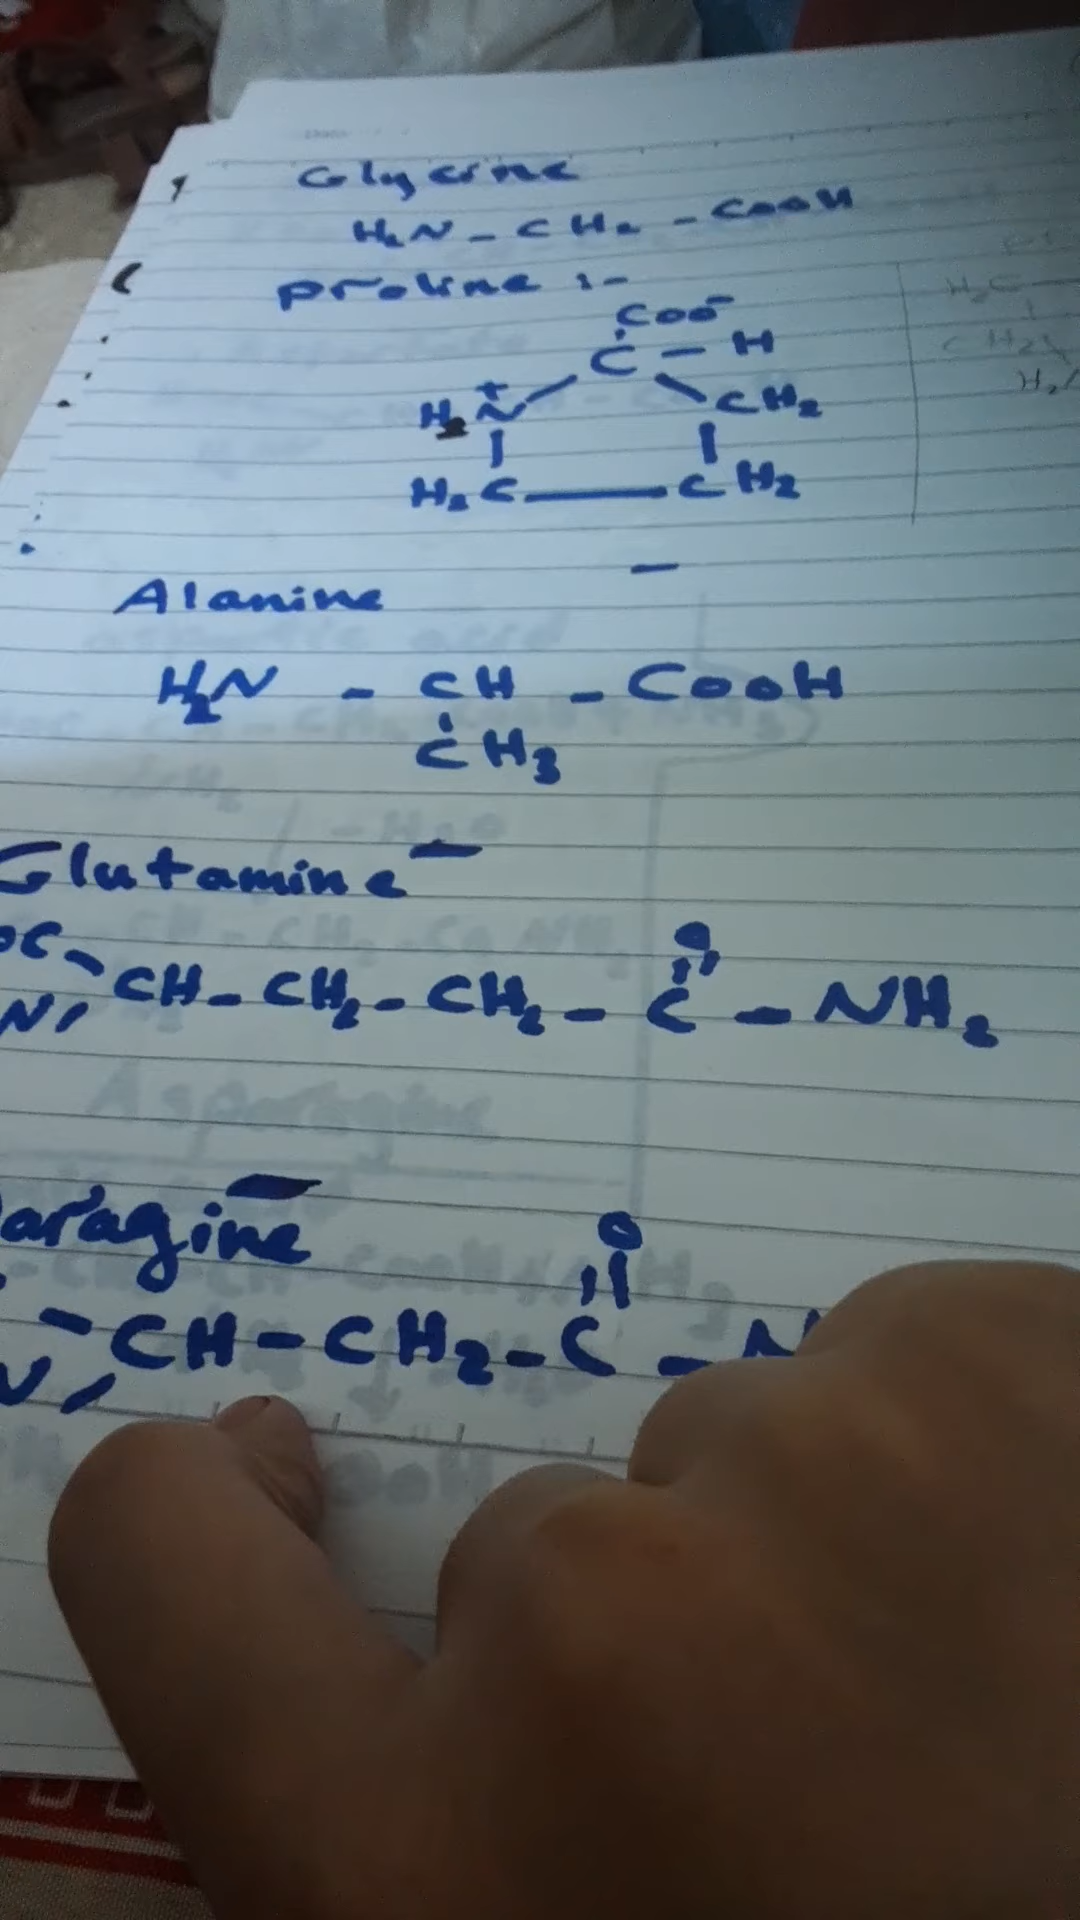 Glycine
H₂N - CH₂ - COOH
Proline :-
COO⁻
C - H
H₂N⁺ CH₂
H₂C — CH₂
Alanine
H₂N - CH - COOH
CH₃
Glutamine
OC
CH - CH₂ - CH₂ - C - NH₂
O
N
aragine
O
CH - CH₂ - C - N